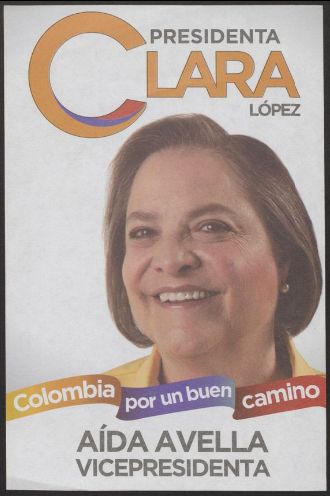 PRESIDENTA
CLARA
LÓPEZ
Colombia por un buen camino
AÍDA AVELLA
VICEPRESIDENTA